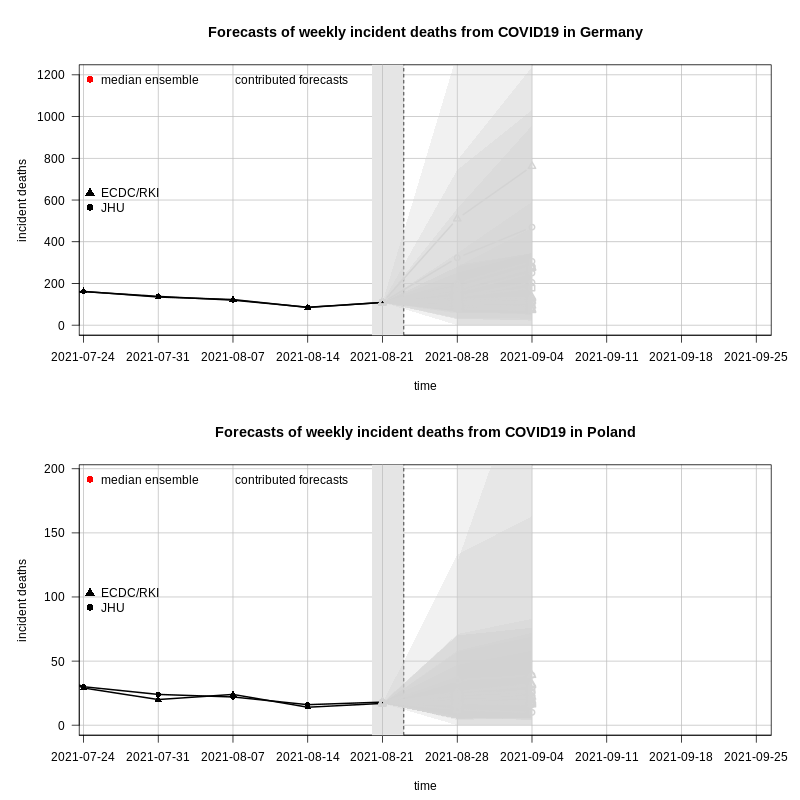 Forecasts of weekly incident deaths from COVID19 in Germany
1200
1000
800
600
400
200
0
incident deaths
median ensemble contributed forecasts
ECDC/RKI
JHU
2021-07-24 2021-07-31 2021-08-07 2021-08-14 2021-08-21 2021-08-28 2021-09-04 2021-09-11 2021-09-18 2021-09-25
time
Forecasts of weekly incident deaths from COVID19 in Poland
200
150
100
50
0
incident deaths
median ensemble contributed forecasts
ECDC/RKI
JHU
2021-07-24 2021-07-31 2021-08-07 2021-08-14 2021-08-21 2021-08-28 2021-09-04 2021-09-11 2021-09-18 2021-09-25
time